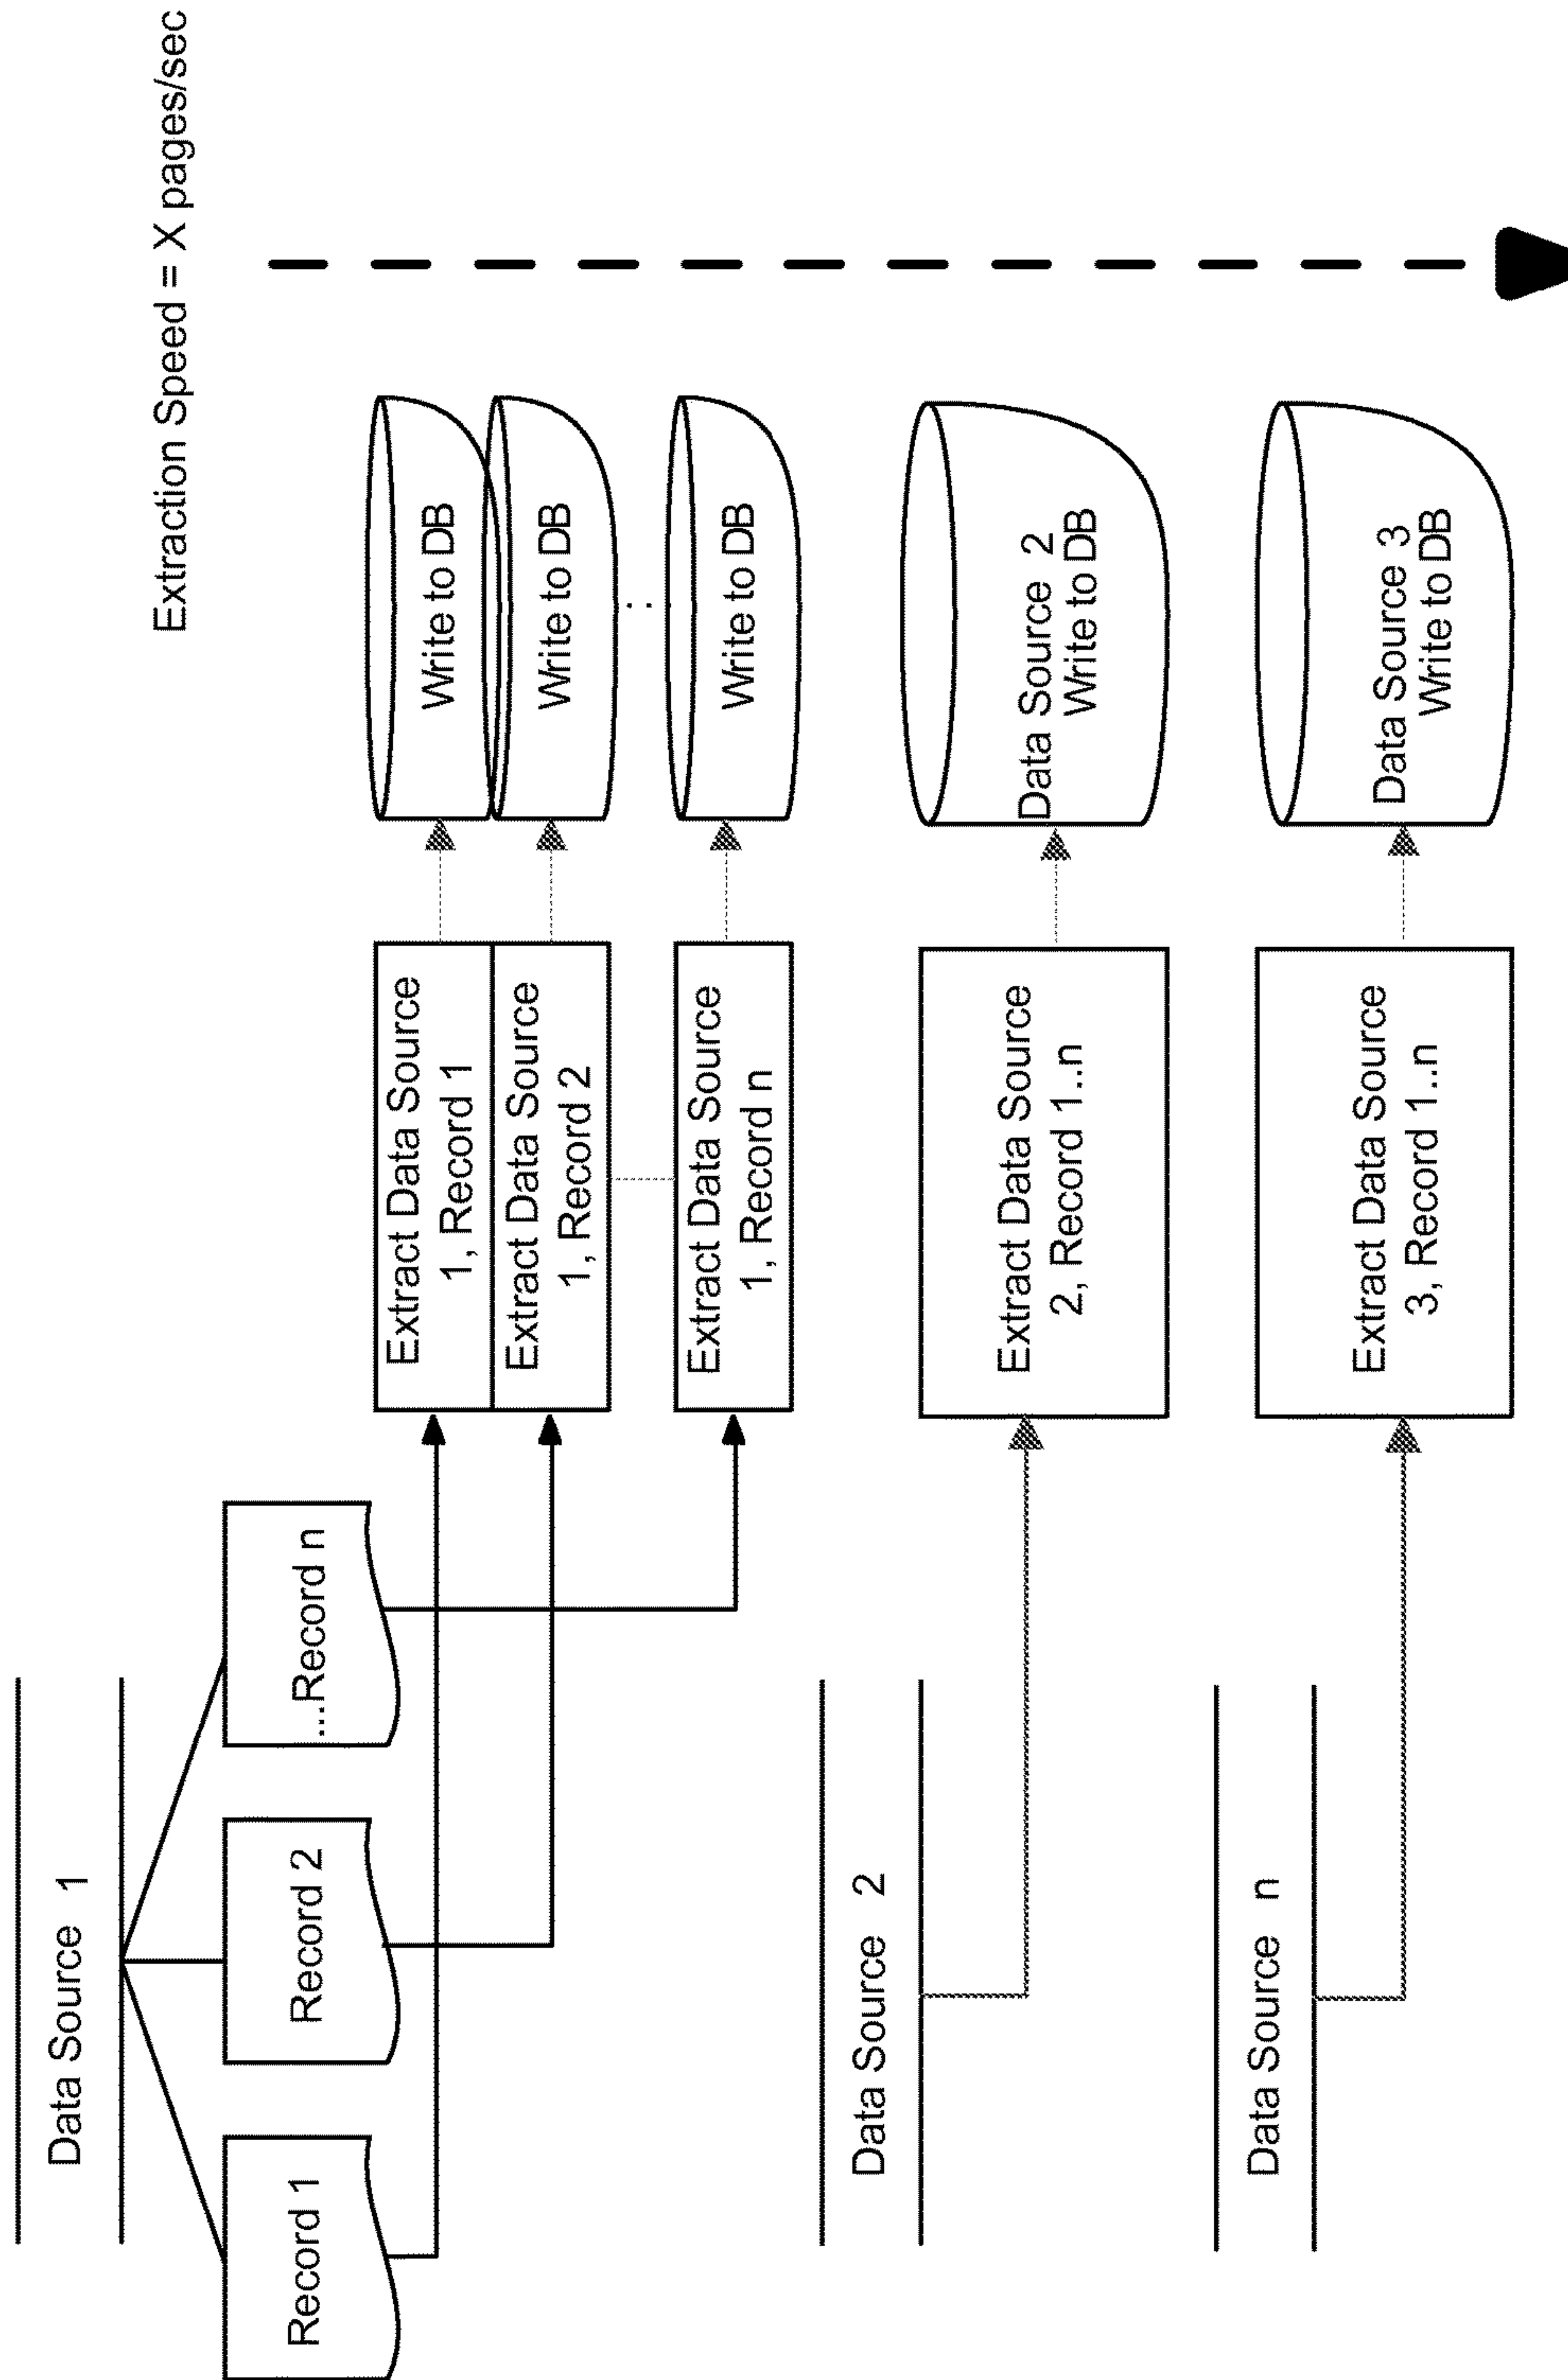 Extraction Speed = X pages/sec
Data Source 1
Record 1
Record 2
...Record n
Extract Data Source
1, Record 1
Write to DB
Extract Data Source
1, Record 2
Write to DB
Extract Data Source
1, Record n
Write to DB
Data Source 2
Extract Data Source
2, Record 1..n
Data Source 2
Write to DB
Data Source n
Extract Data Source
3, Record 1..n
Data Source 3
Write to DB